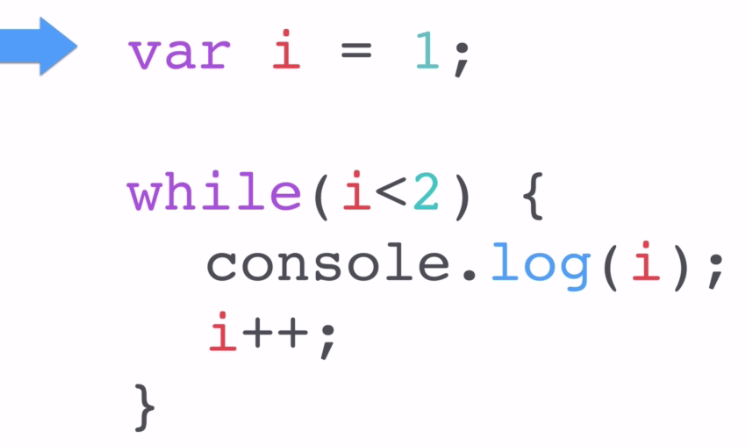 var i = 1;
while(i<2) {
console.log(i);
i++;
}